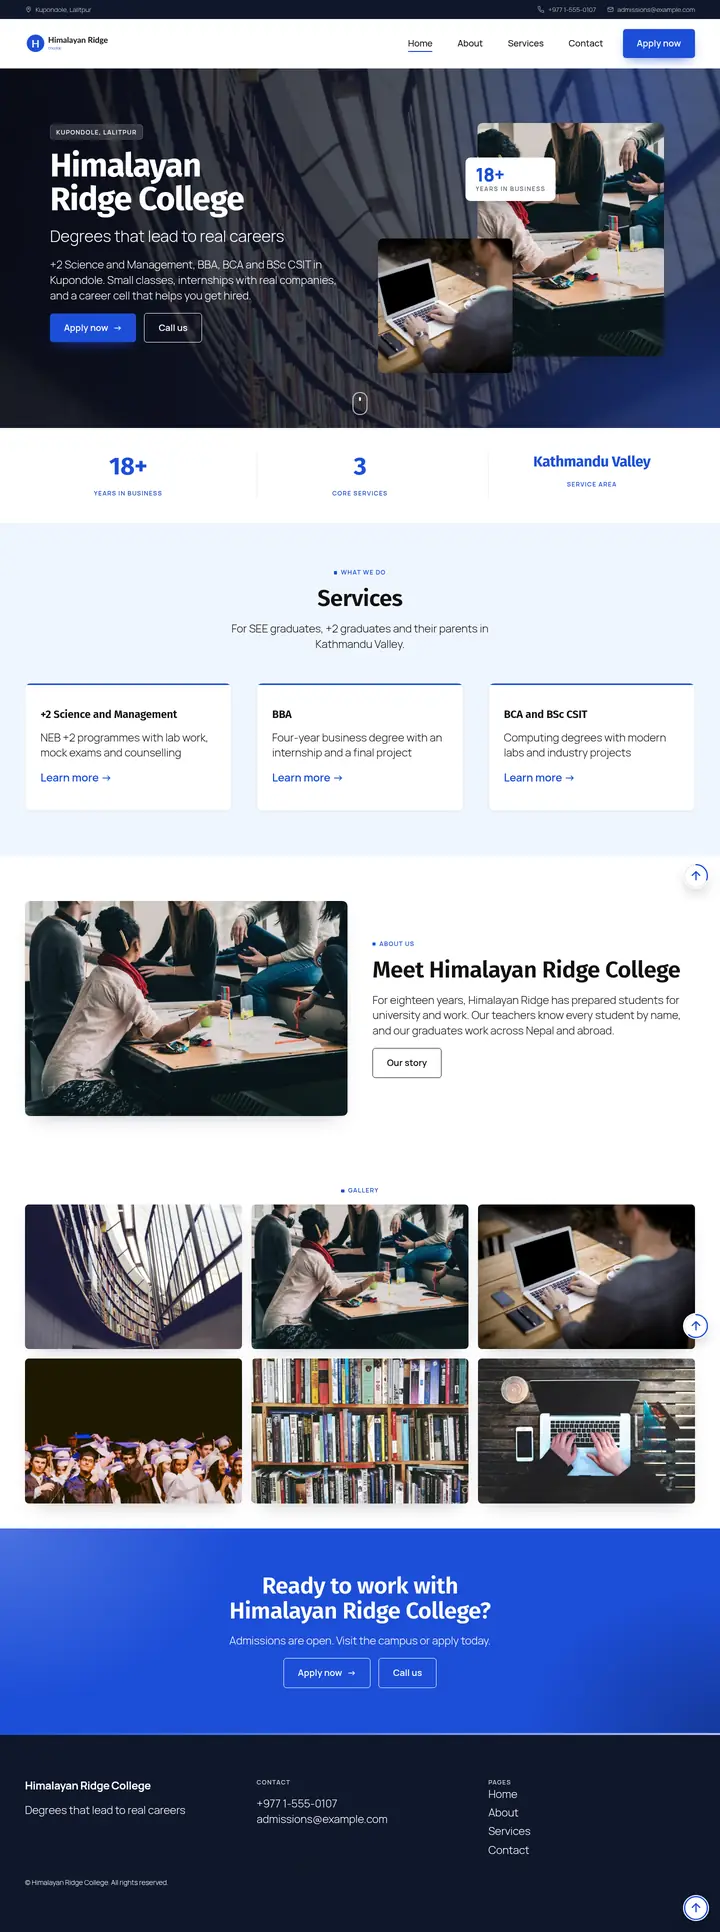 Kupondole, Lalitpur
+977 1-555-0107
admissions@example.com
H
Himalayan Ridge
Home
About
Services
Contact
Apply now
KUPONDOLE, LALITPUR
Himalayan
Ridge College
Degrees that lead to real careers
+2 Science and Management, BBA, BCA and BSc CSIT in
Kupondole. Small classes, internships with real companies,
and a career cell that helps you get hired.
Apply now →
Call us
18+
YEARS IN BUSINESS
18+
YEARS IN BUSINESS
3
CORE SERVICES
Kathmandu Valley
SERVICE AREA
WHAT WE DO
Services
For SEE graduates, +2 graduates and their parents in
Kathmandu Valley.
+2 Science and Management
NEB +2 programmes with lab work,
mock exams and counselling
Learn more →
BBA
Four-year business degree with an
internship and a final project
Learn more →
BCA and BSc CSIT
Computing degrees with modern
labs and industry projects
Learn more →
ABOUT US
Meet Himalayan Ridge College
For eighteen years, Himalayan Ridge has prepared students for
university and work. Our teachers know every student by name,
and our graduates work across Nepal and abroad.
Our story
GALLERY
Ready to work with
Himalayan Ridge College?
Admissions are open. Visit the campus or apply today.
Apply now →
Call us
Himalayan Ridge College
Degrees that lead to real careers
CONTACT
+977 1-555-0107
admissions@example.com
PAGES
Home
About
Services
Contact
© Himalayan Ridge College. All rights reserved.